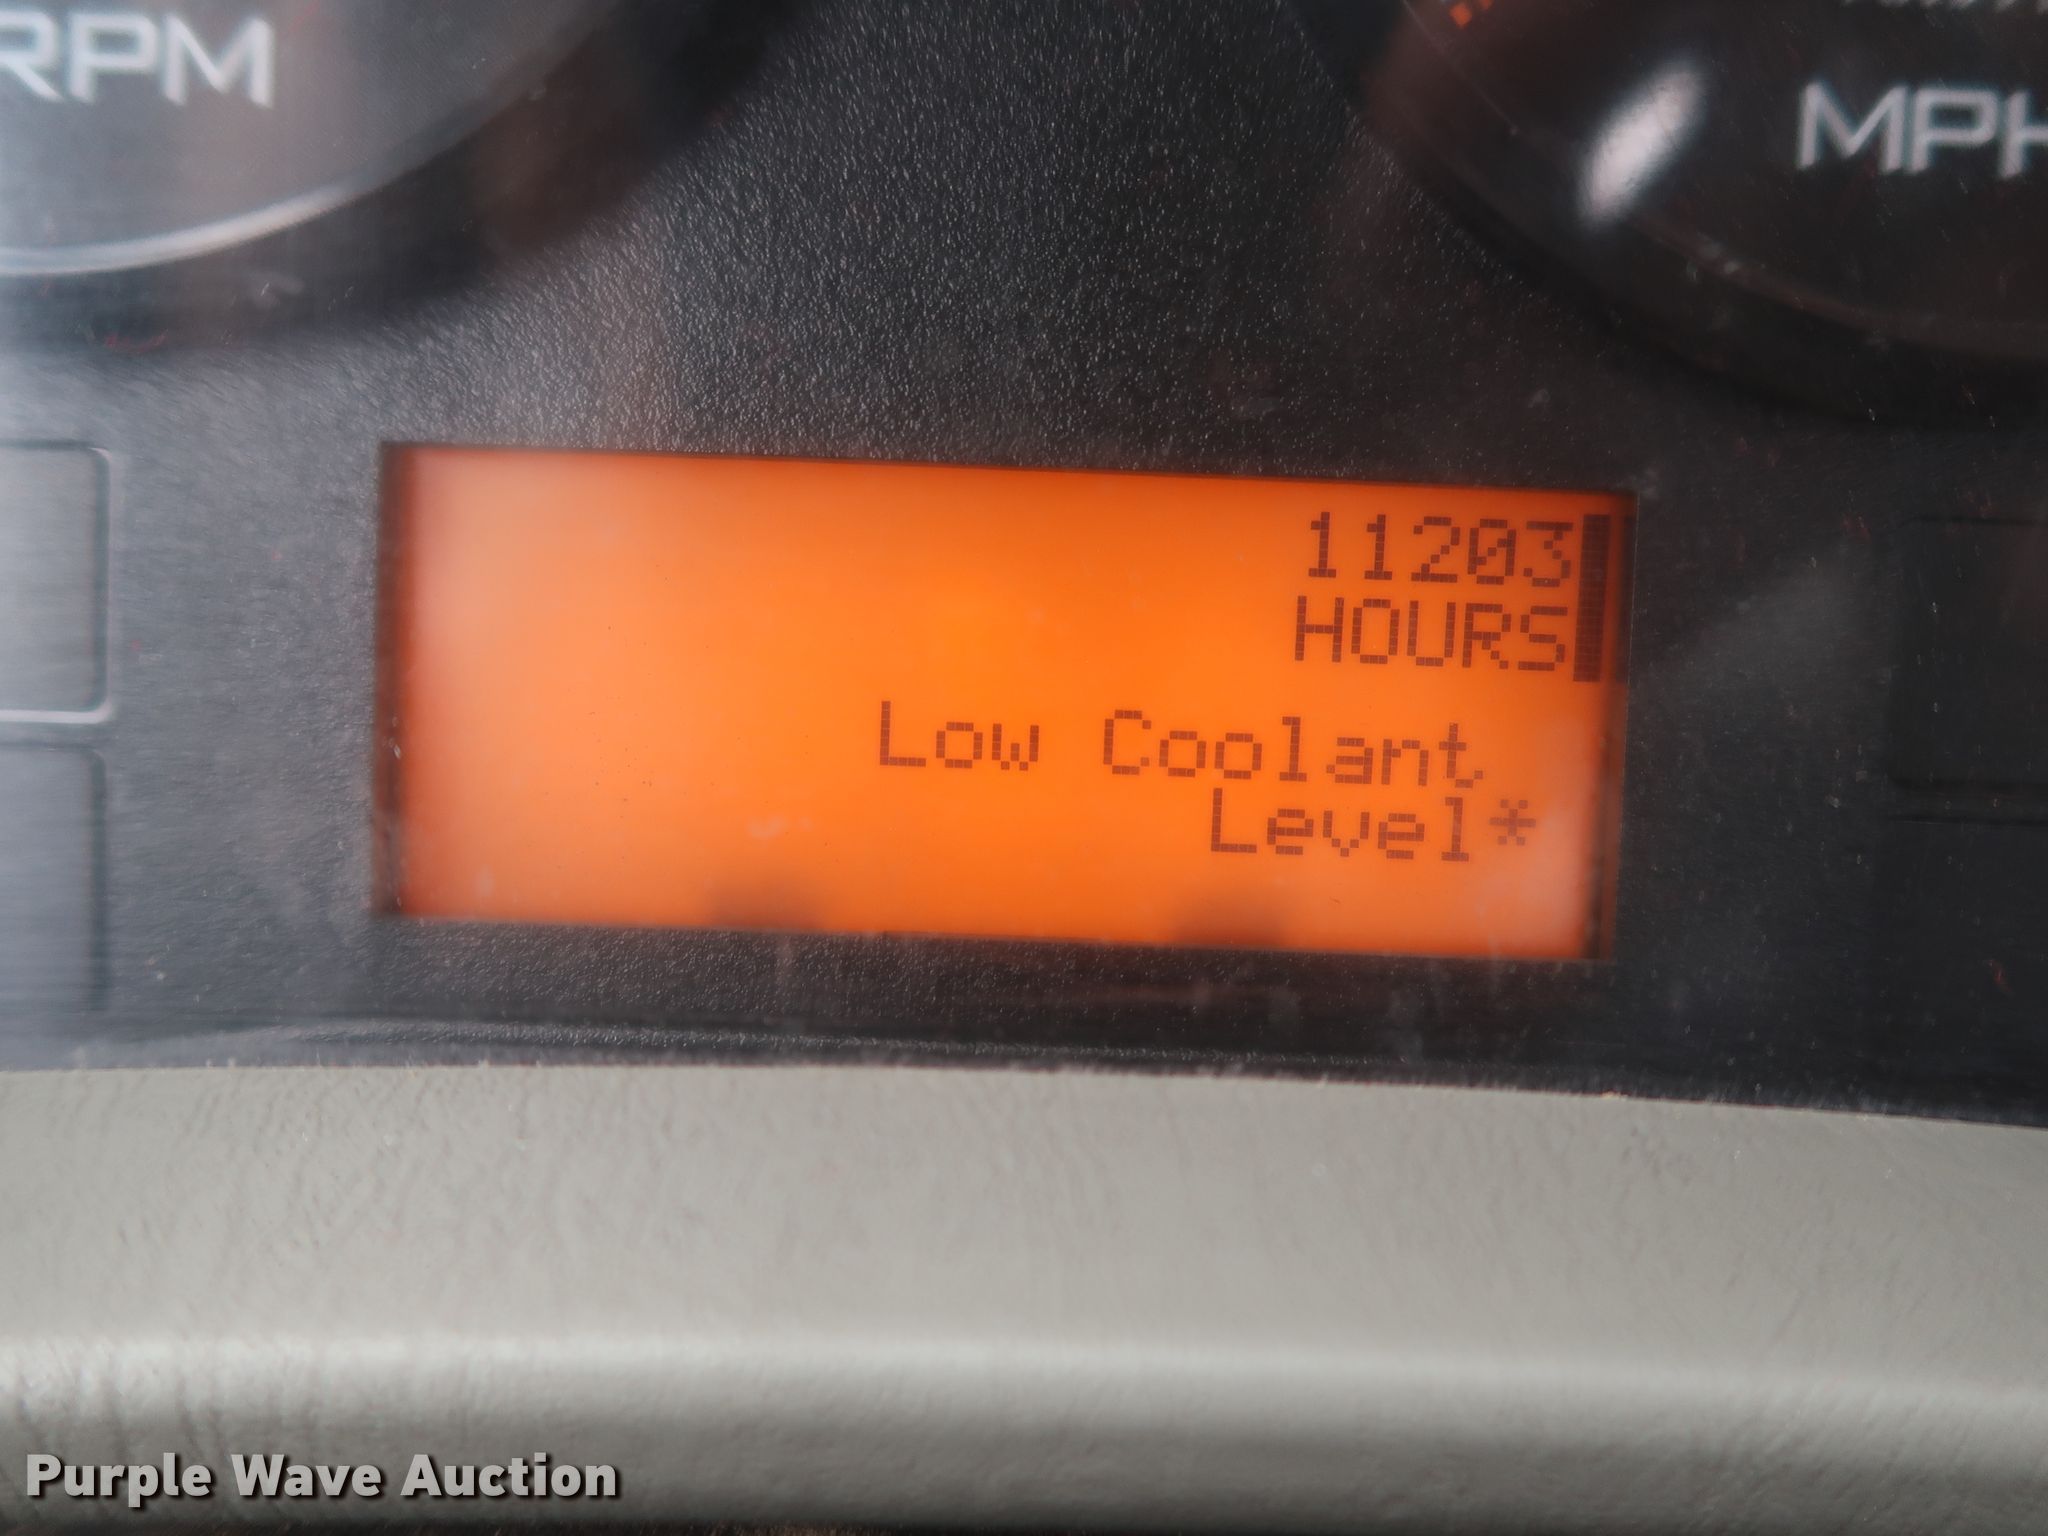 RPM
MPH
11203
HOURS
Low Coolant
Level*
Purple Wave Auction